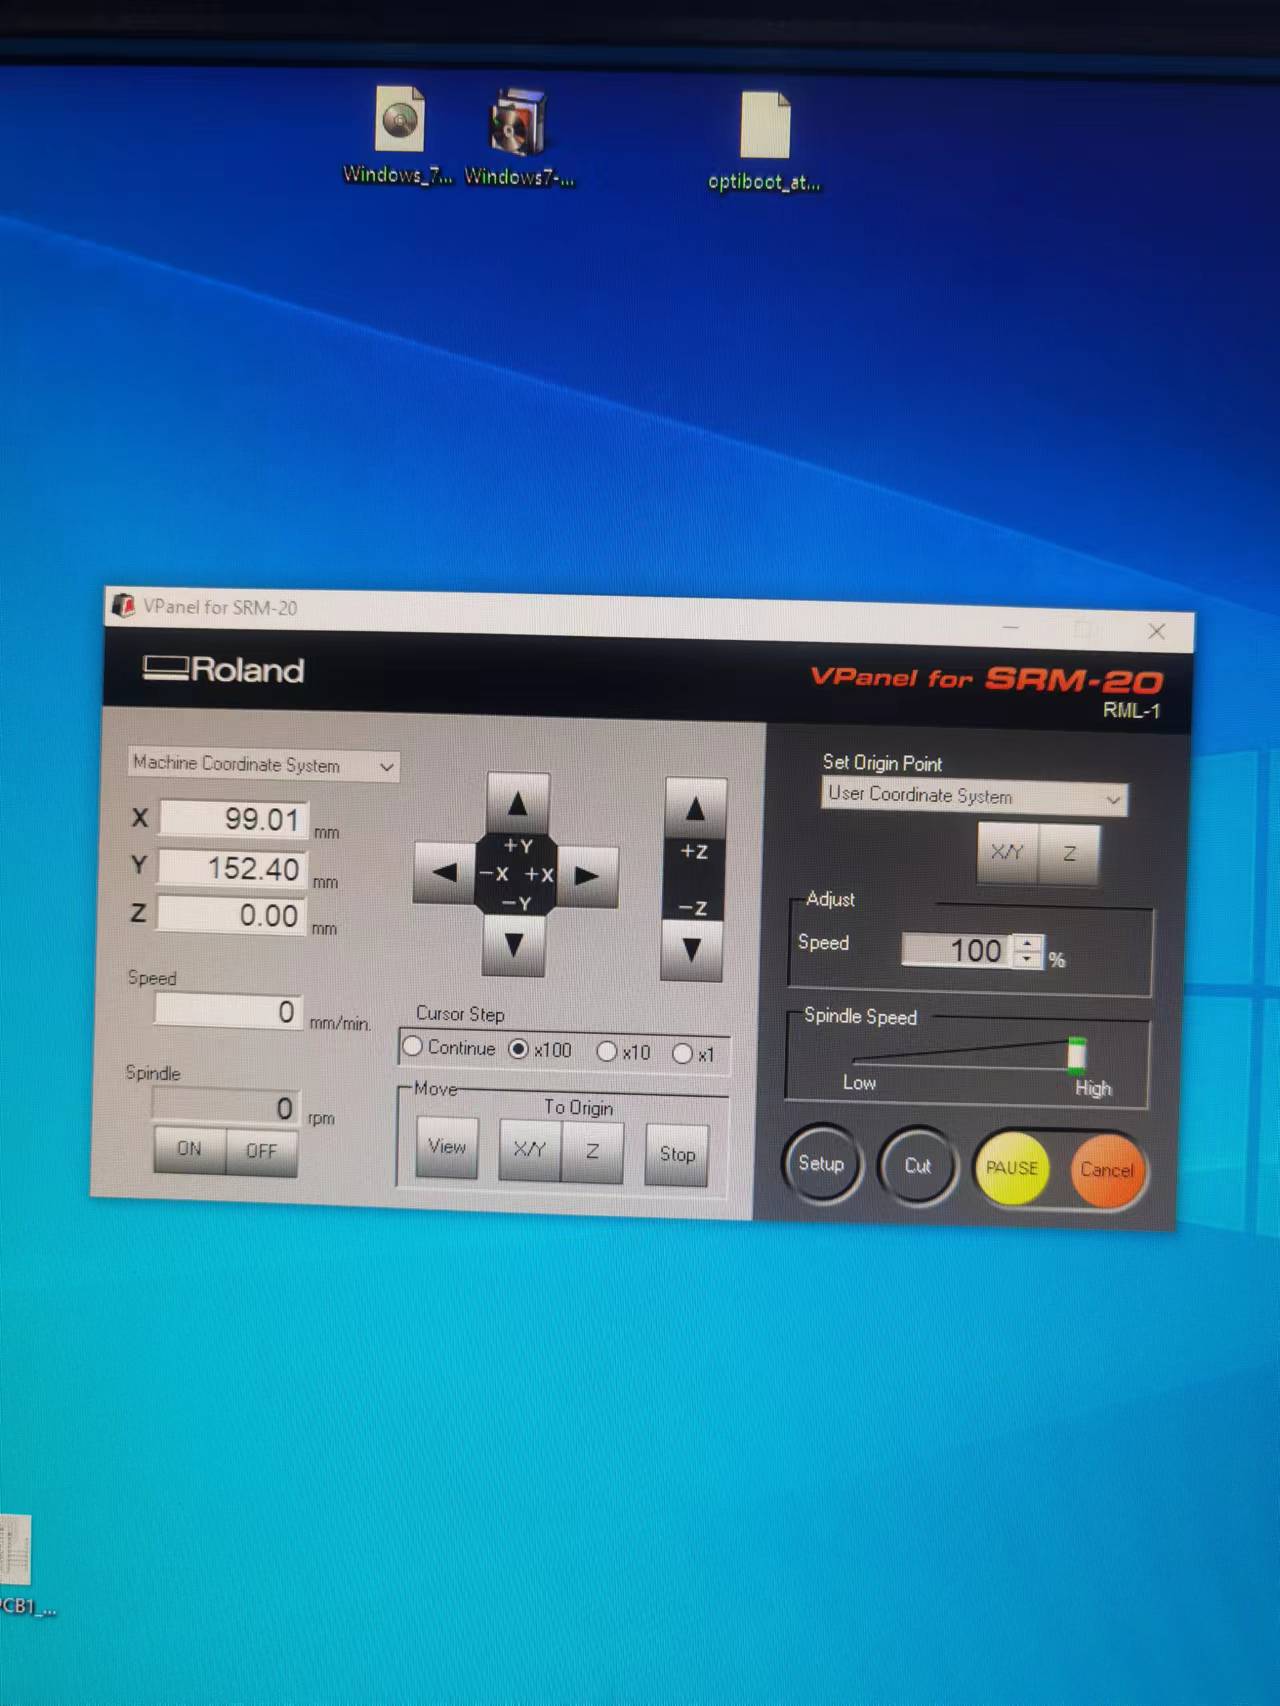 Windows_7...
Windows7-...
optiboot_at...
VPanel for SRM-20
Roland
VPanel for SRM-20
RML-1
Machine Coordinate System
X 99.01 mm
Y 152.40 mm
Z 0.00 mm
Speed
0 mm/min.
Spindle
0 rpm
ON OFF
+Y
-X +X
-Y
+Z
-Z
Cursor Step
Continue x100 x10 x1
Move
To Origin
View X/Y Z Stop
Set Origin Point
User Coordinate System
X/Y Z
Adjust
Speed 100 %
Spindle Speed
Low High
Setup Cut PAUSE Cancel
CB1_...